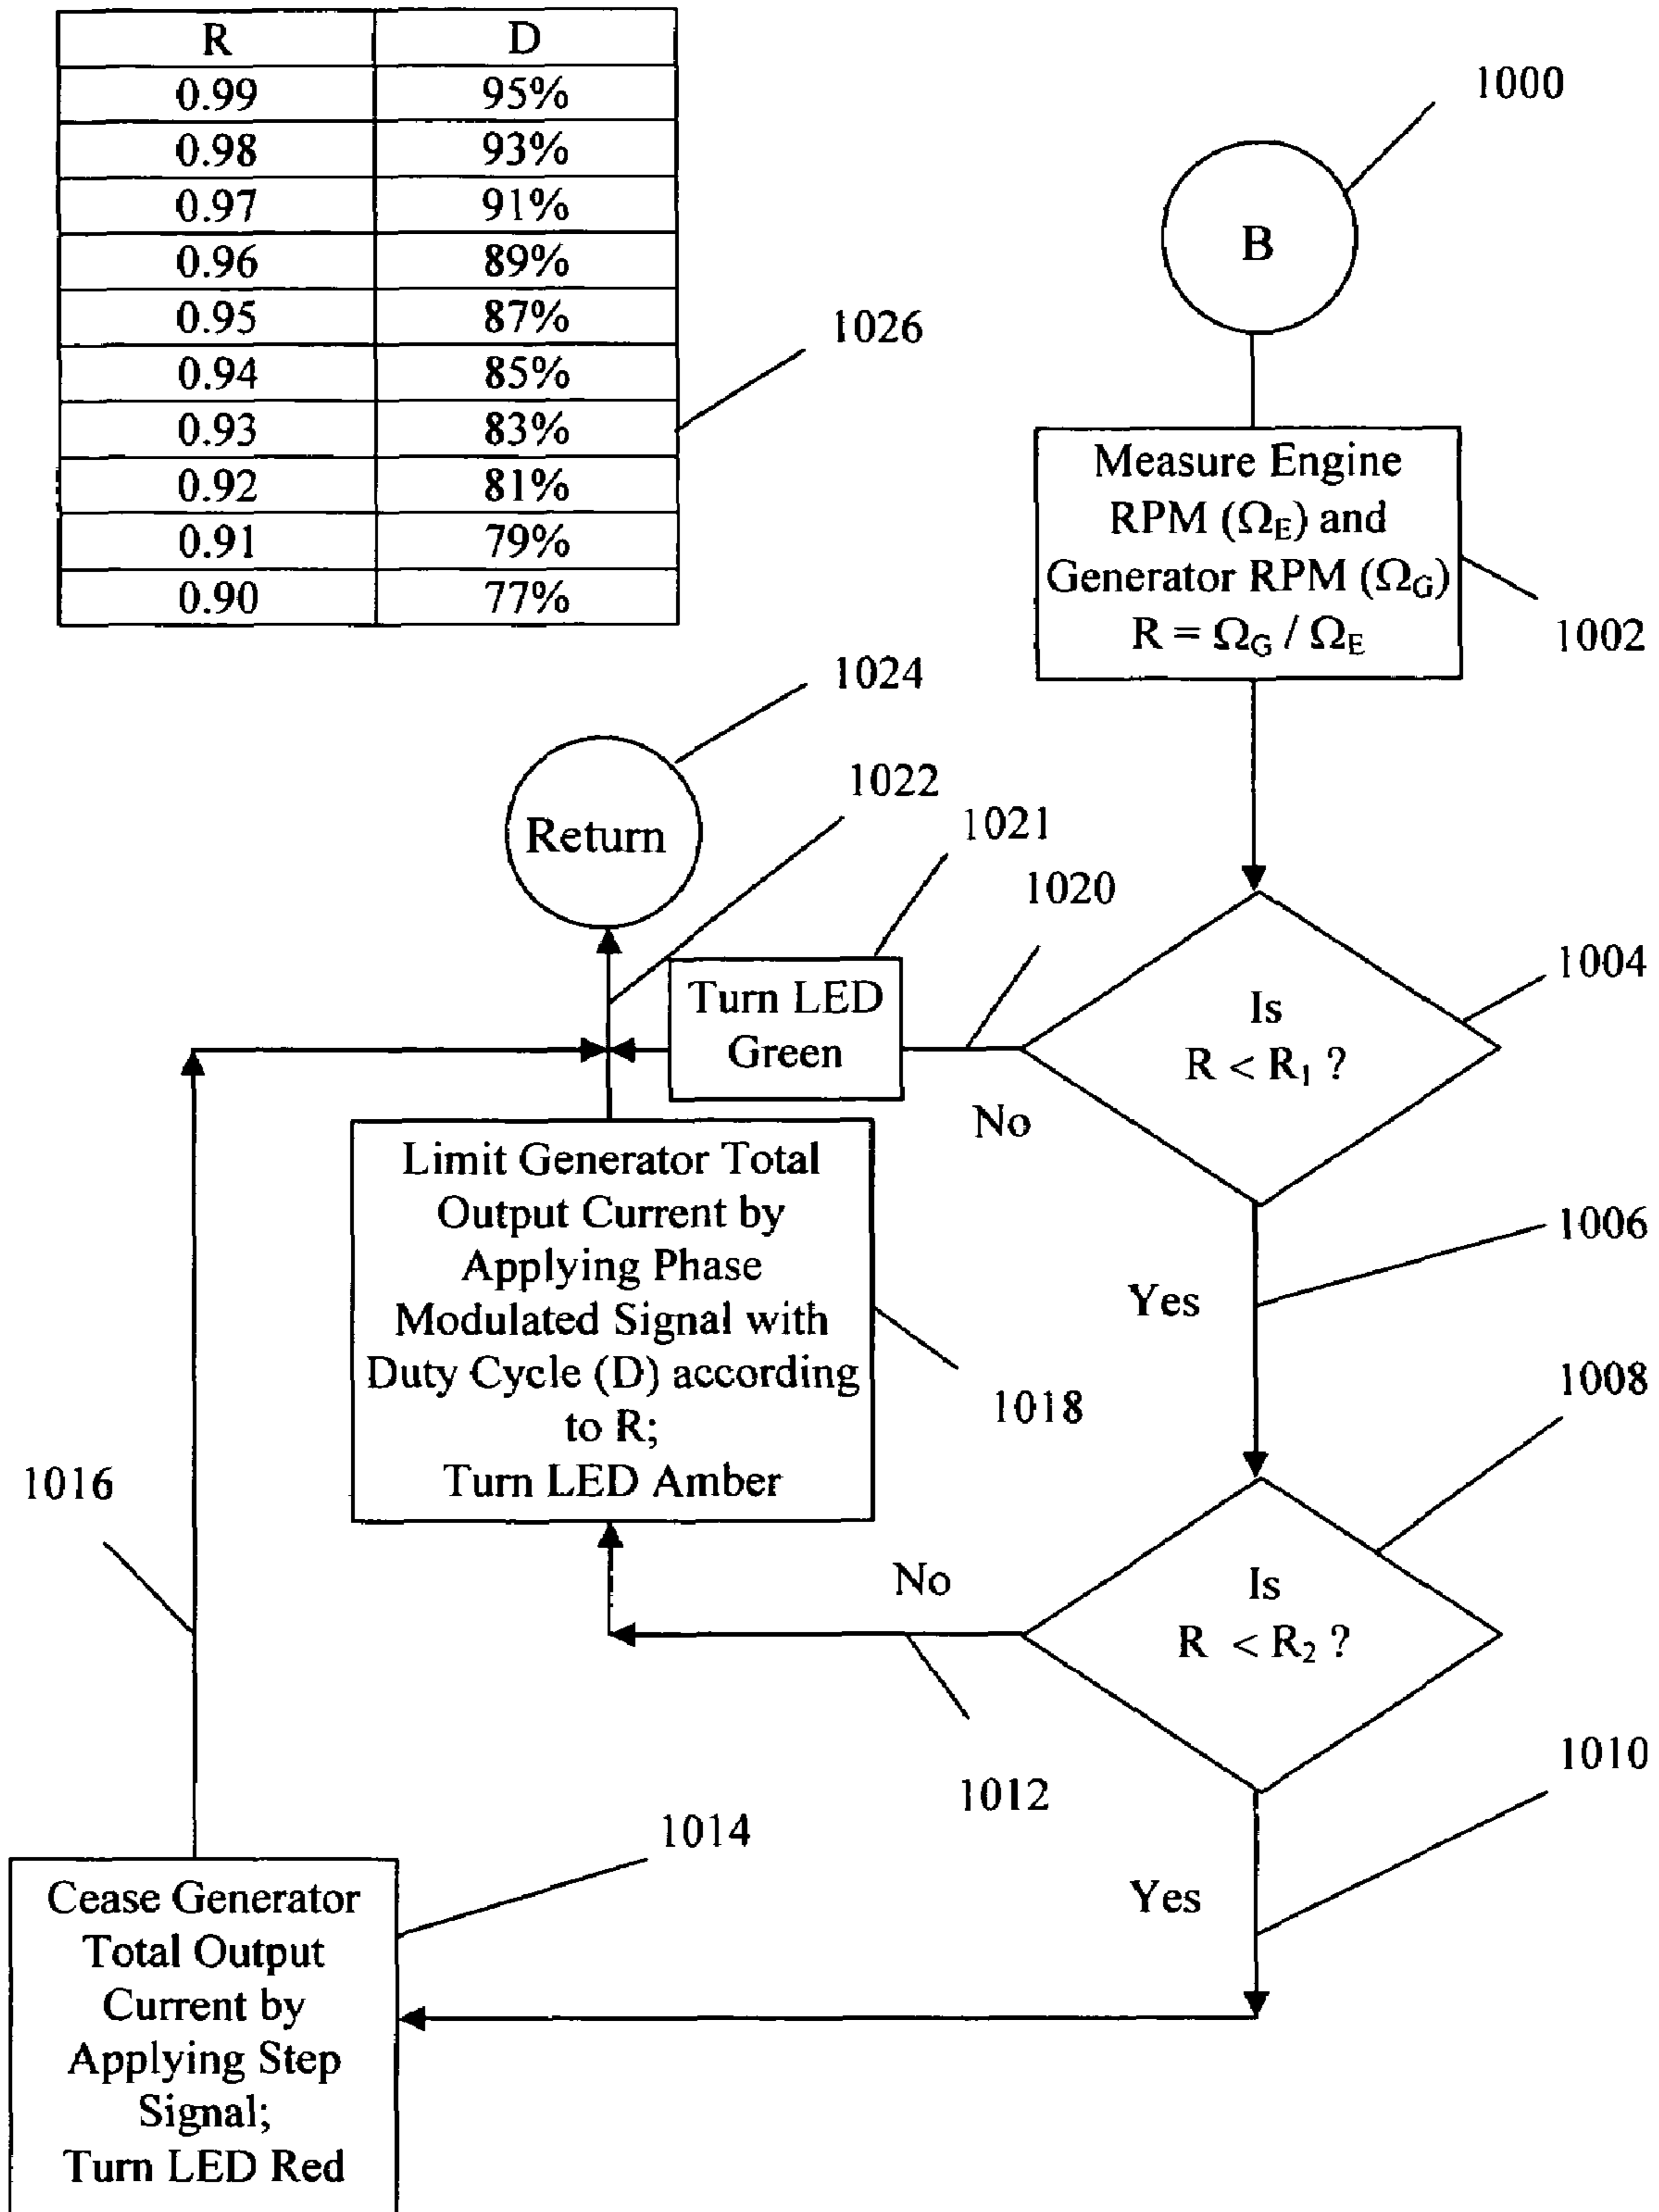 R D
0.99 95%
0.98 93%
0.97 91%
0.96 89%
0.95 87%
0.94 85%
0.93 83%
0.92 81%
0.91 79%
0.90 77%
1026
1000
B
Measure Engine
RPM (Ω_E) and
Generator RPM (Ω_G)
R = Ω_G / Ω_E
1002
1024
Return
1022
1021
1020
Turn LED
Green
1004
Is
R < R₁ ?
No
Yes
1006
Limit Generator Total
Output Current by
Applying Phase
Modulated Signal with
Duty Cycle (D) according
to R;
Turn LED Amber
1018
1008
Is
R < R₂ ?
No
1012
1016
Yes
1010
1014
Cease Generator
Total Output
Current by
Applying Step
Signal;
Turn LED Red